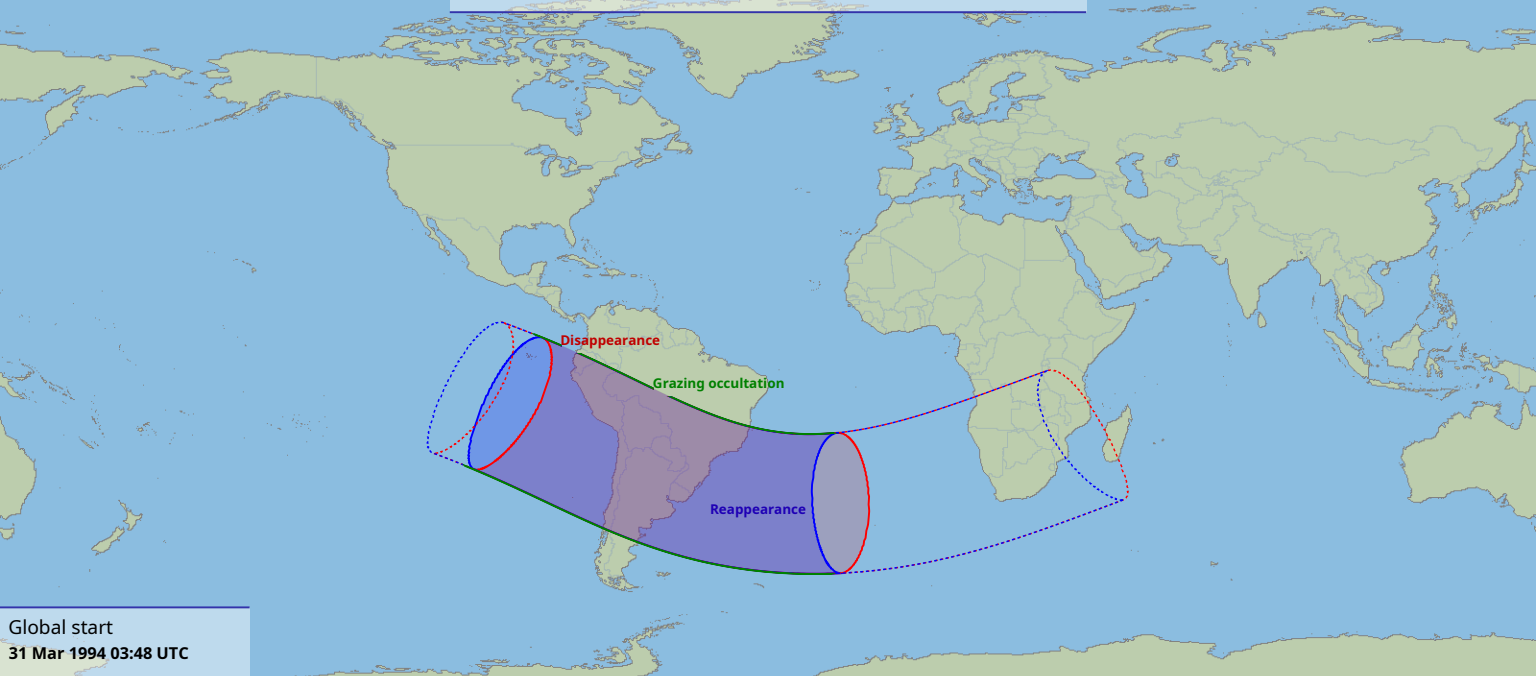 Disappearance
Grazing occultation
Reappearance
Global start
31 Mar 1994 03:48 UTC